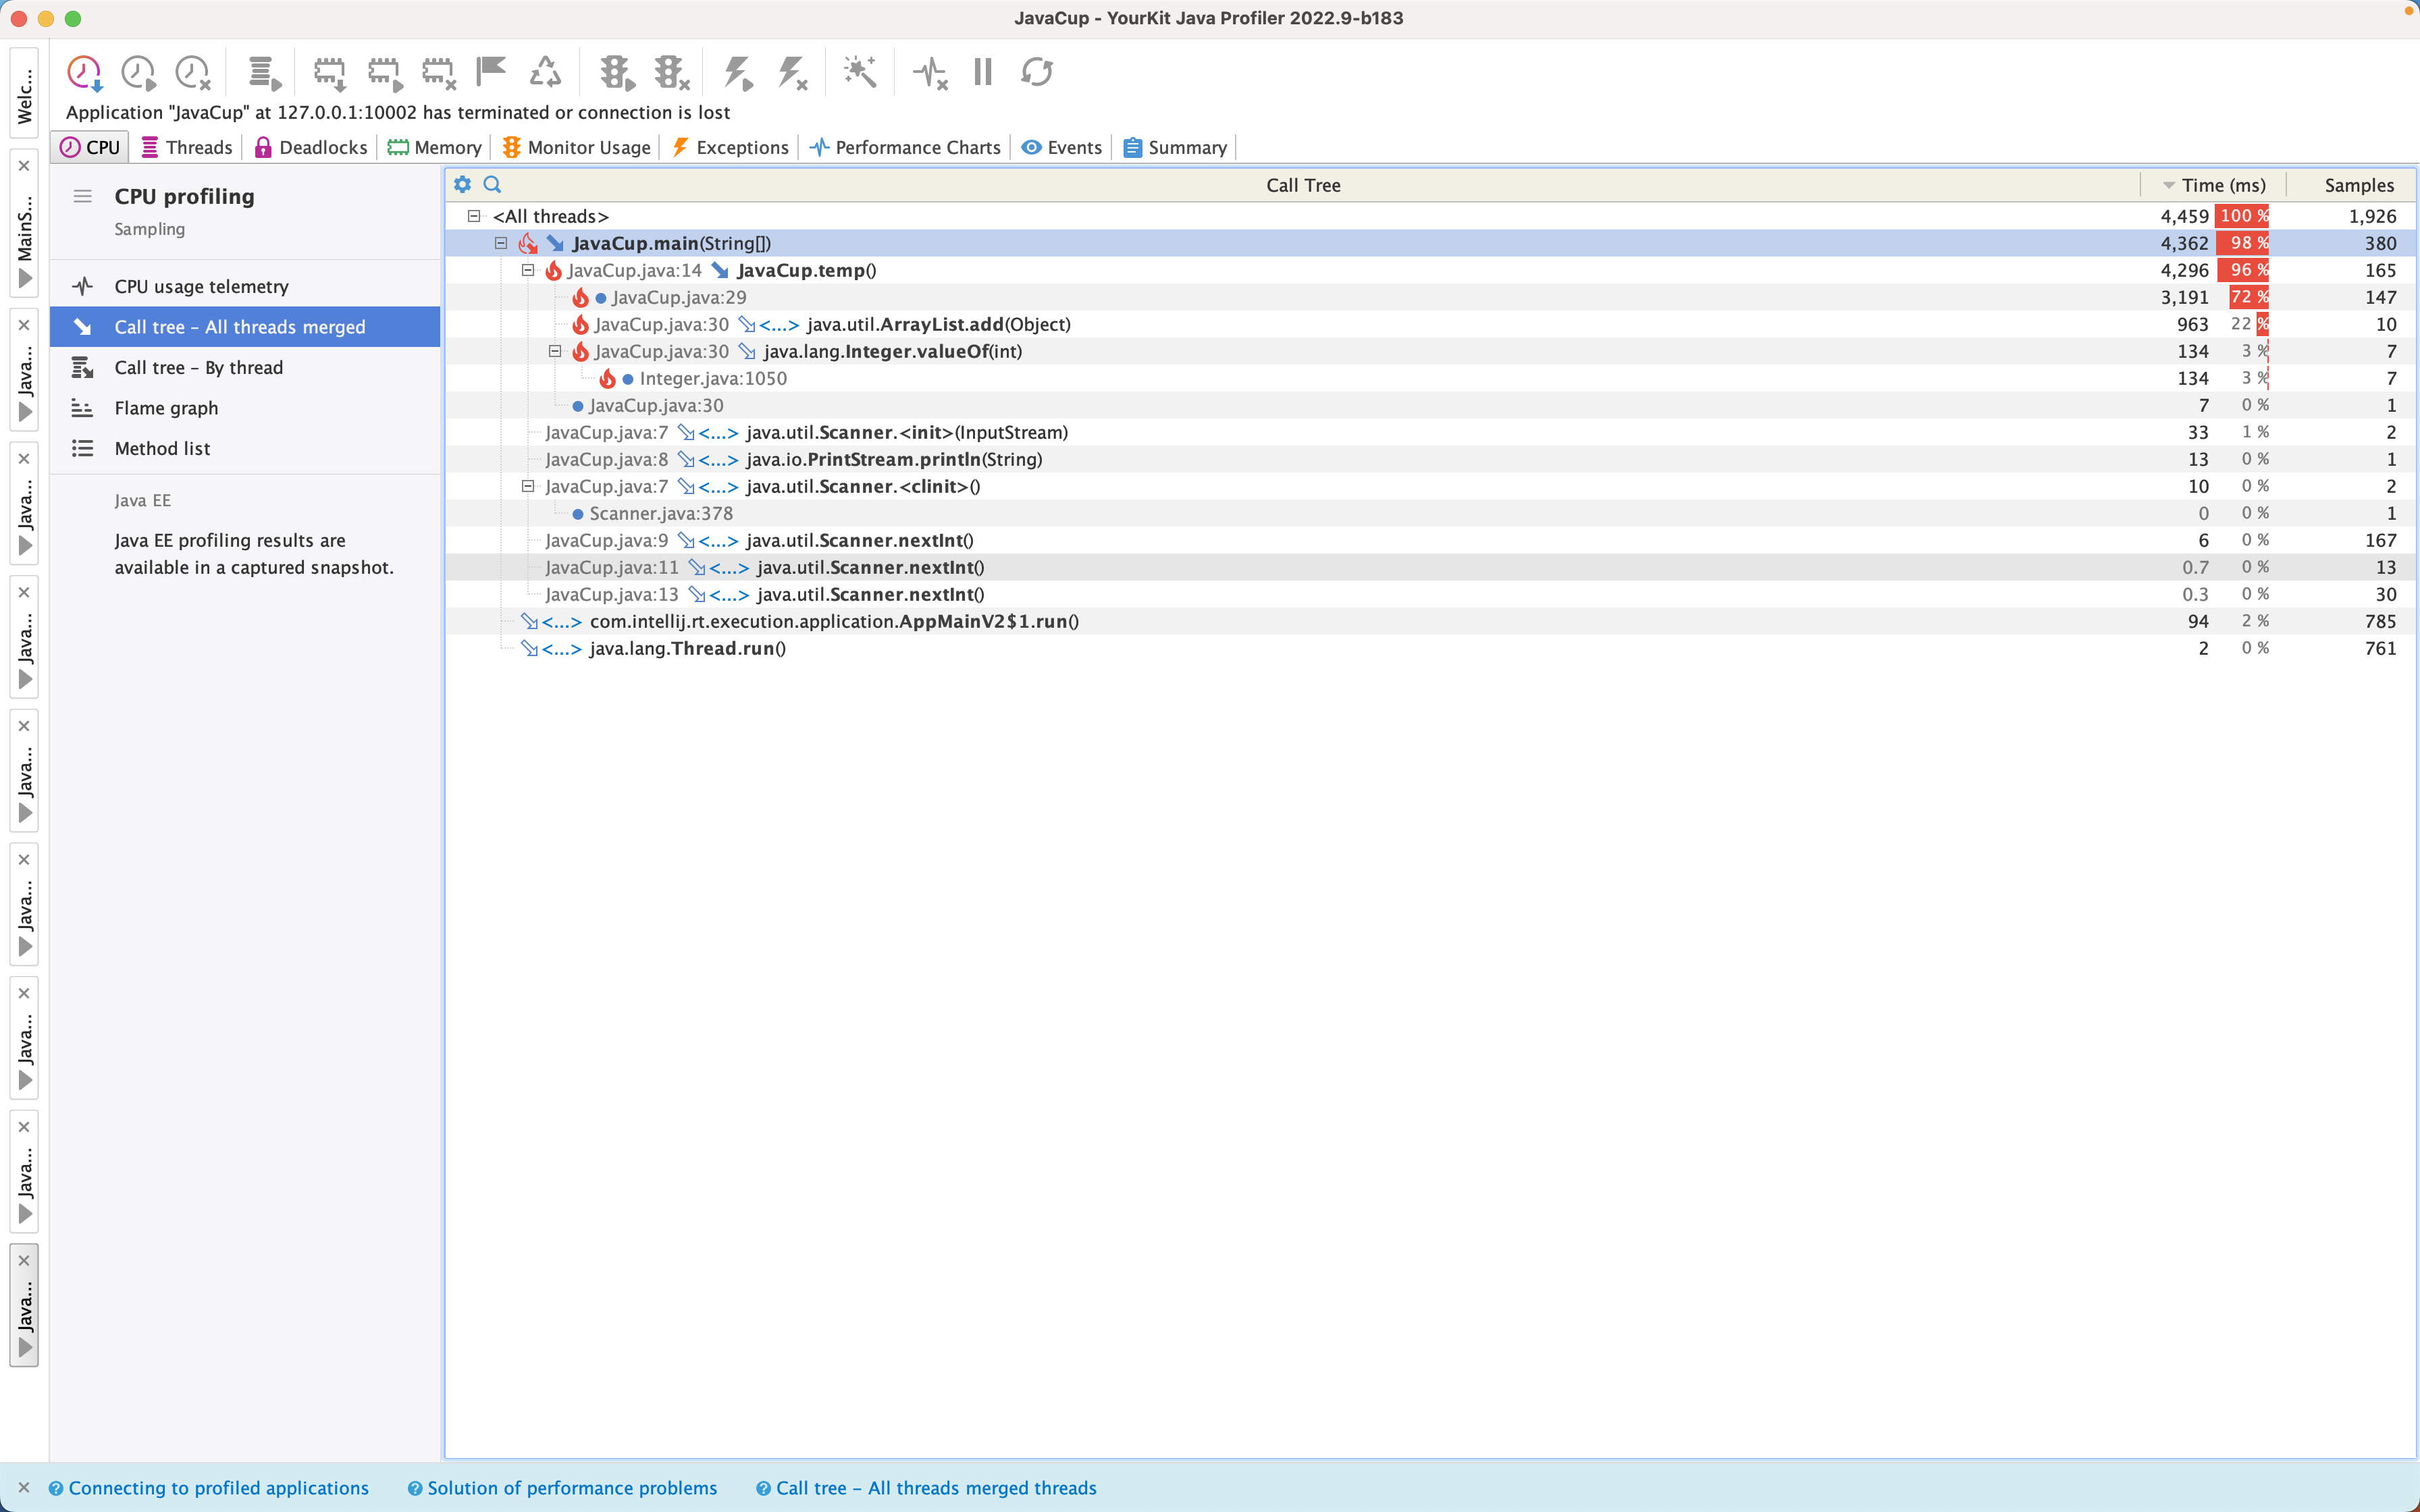 JavaCup - YourKit Java Profiler 2022.9-b183
Application "JavaCup" at 127.0.0.1:10002 has terminated or connection is lost
CPU Threads Deadlocks Memory Monitor Usage Exceptions Performance Charts Events Summary
Welc...
MainS...
Java...
Java...
Java...
Java...
Java...
Java...
Java...
Java...
CPU profiling
Sampling
CPU usage telemetry
Call tree – All threads merged
Call tree – By thread
Flame graph
Method list
Java EE
Java EE profiling results are
available in a captured snapshot.
Call Tree Time (ms) Samples
<All threads> 4,459 100 % 1,926
JavaCup.main(String[]) 4,362 98 % 380
JavaCup.java:14 JavaCup.temp() 4,296 96 % 165
JavaCup.java:29 3,191 72 % 147
JavaCup.java:30 <...> java.util.ArrayList.add(Object) 963 22 % 10
JavaCup.java:30 java.lang.Integer.valueOf(int) 134 3 % 7
Integer.java:1050 134 3 % 7
JavaCup.java:30 7 0 % 1
JavaCup.java:7 <...> java.util.Scanner.<init>(InputStream) 33 1 % 2
JavaCup.java:8 <...> java.io.PrintStream.println(String) 13 0 % 1
JavaCup.java:7 <...> java.util.Scanner.<clinit>() 10 0 % 2
Scanner.java:378 0 0 % 1
JavaCup.java:9 <...> java.util.Scanner.nextInt() 6 0 % 167
JavaCup.java:11 <...> java.util.Scanner.nextInt() 0.7 0 % 13
JavaCup.java:13 <...> java.util.Scanner.nextInt() 0.3 0 % 30
<...> com.intellij.rt.execution.application.AppMainV2$1.run() 94 2 % 785
<...> java.lang.Thread.run() 2 0 % 761
Connecting to profiled applications Solution of performance problems Call tree – All threads merged threads